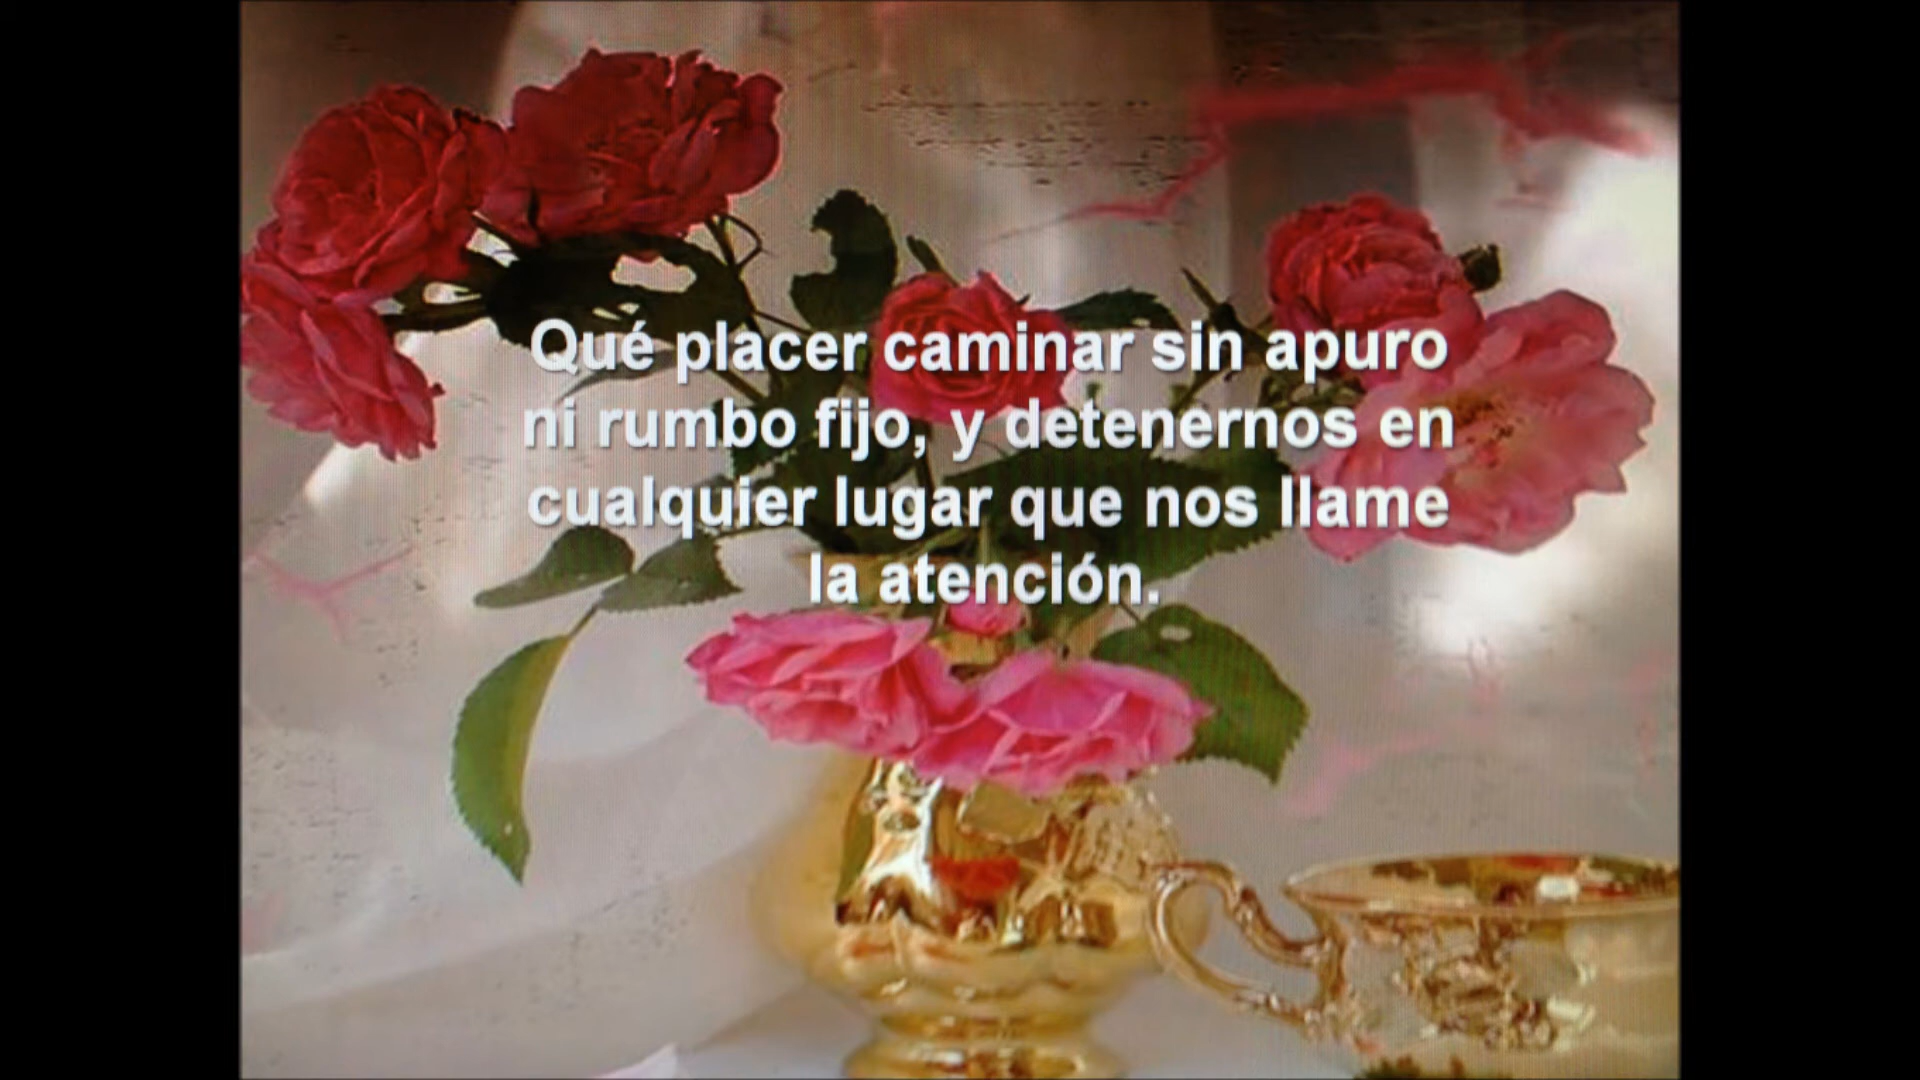 Qué placer caminar sin apuro
ni rumbo fijo, y detenernos en
cualquier lugar que nos llame
la atención.